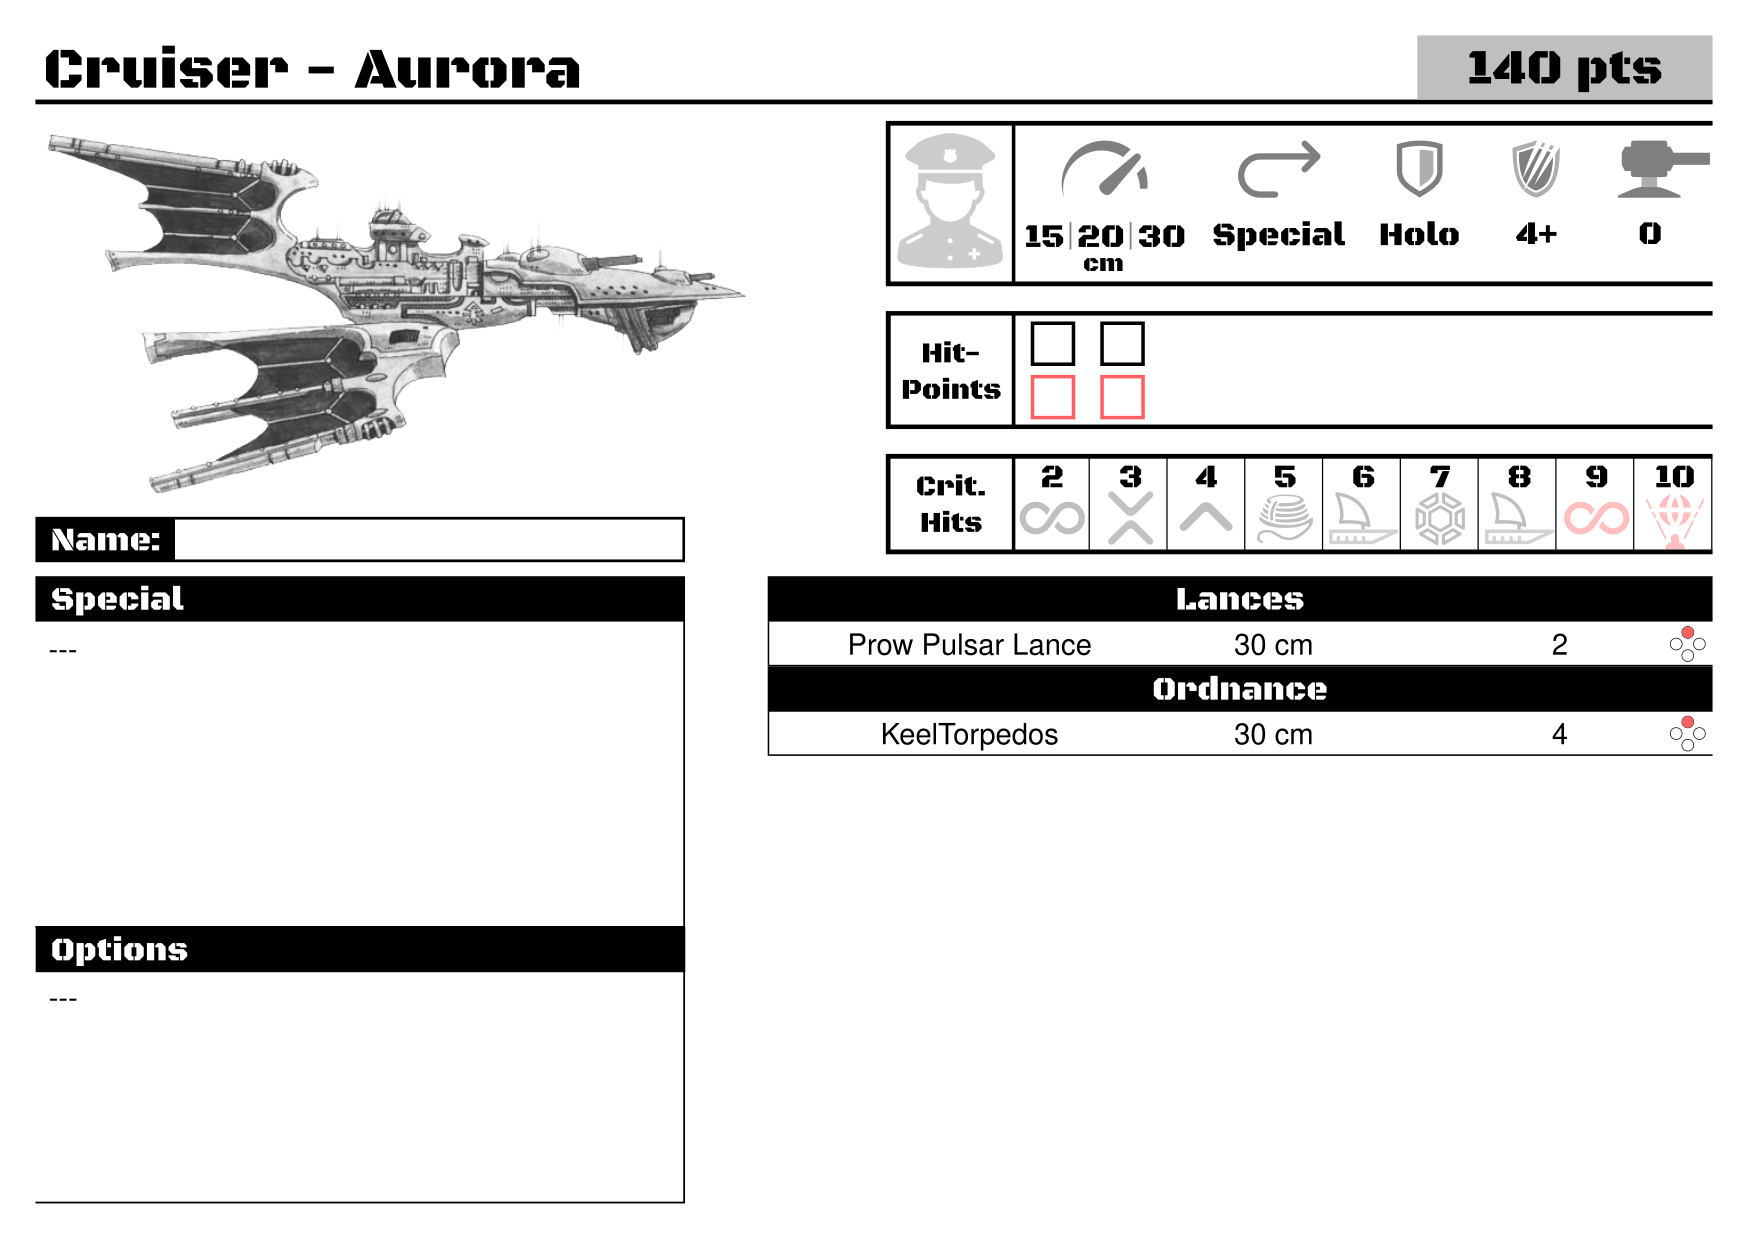 Cruiser - Aurora
140 pts
15|20|30 Special Holo 4+ 0
cm
Hit-
Points
Crit.
Hits
2 3 4 5 6 7 8 9 10
Name:
Special
---
Options
---
Lances
Prow Pulsar Lance 30 cm 2
Ordnance
KeelTorpedos 30 cm 4